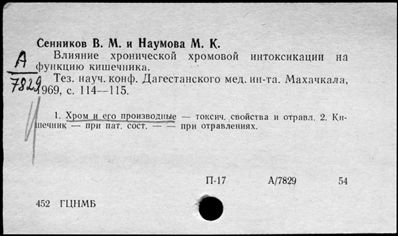 Сенников В. М. и Наумова М. К.
Влияние хронической хромовой интоксикации на
функцию кишечника.
А
7829
Тез. науч. конф. Дагестанского мед. ин-та. Махачкала,
1969, с. 114—115.
1. Хром и его производные — токсич. свойства и отравл. 2. Ки-
шечник — при пат. сост. — — при отравлениях.
П-17 А/7829 54
452 ГЦНМБ